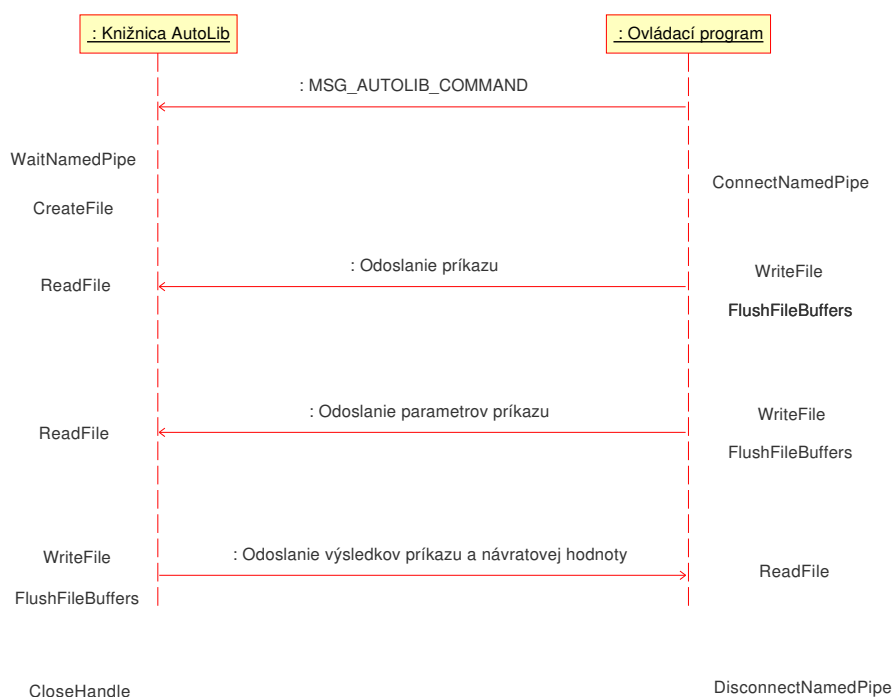 : Knižnica AutoLib
: Ovládací program
: MSG_AUTOLIB_COMMAND
WaitNamedPipe
ConnectNamedPipe
CreateFile
: Odoslanie príkazu
WriteFile
ReadFile
FlushFileBuffers
: Odoslanie parametrov príkazu
WriteFile
ReadFile
FlushFileBuffers
WriteFile
: Odoslanie výsledkov príkazu a návratovej hodnoty
ReadFile
FlushFileBuffers
CloseHandle
DisconnectNamedPipe